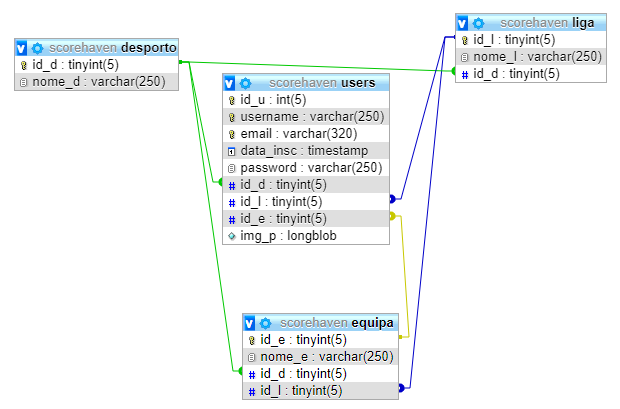 scorehaven desporto
id_d : tinyint(5)
nome_d : varchar(250)
scorehaven liga
id_l : tinyint(5)
nome_l : varchar(250)
id_d : tinyint(5)
scorehaven users
id_u : int(5)
username : varchar(250)
email : varchar(320)
data_insc : timestamp
password : varchar(250)
id_d : tinyint(5)
id_l : tinyint(5)
id_e : tinyint(5)
img_p : longblob
scorehaven equipa
id_e : tinyint(5)
nome_e : varchar(250)
id_d : tinyint(5)
id_l : tinyint(5)